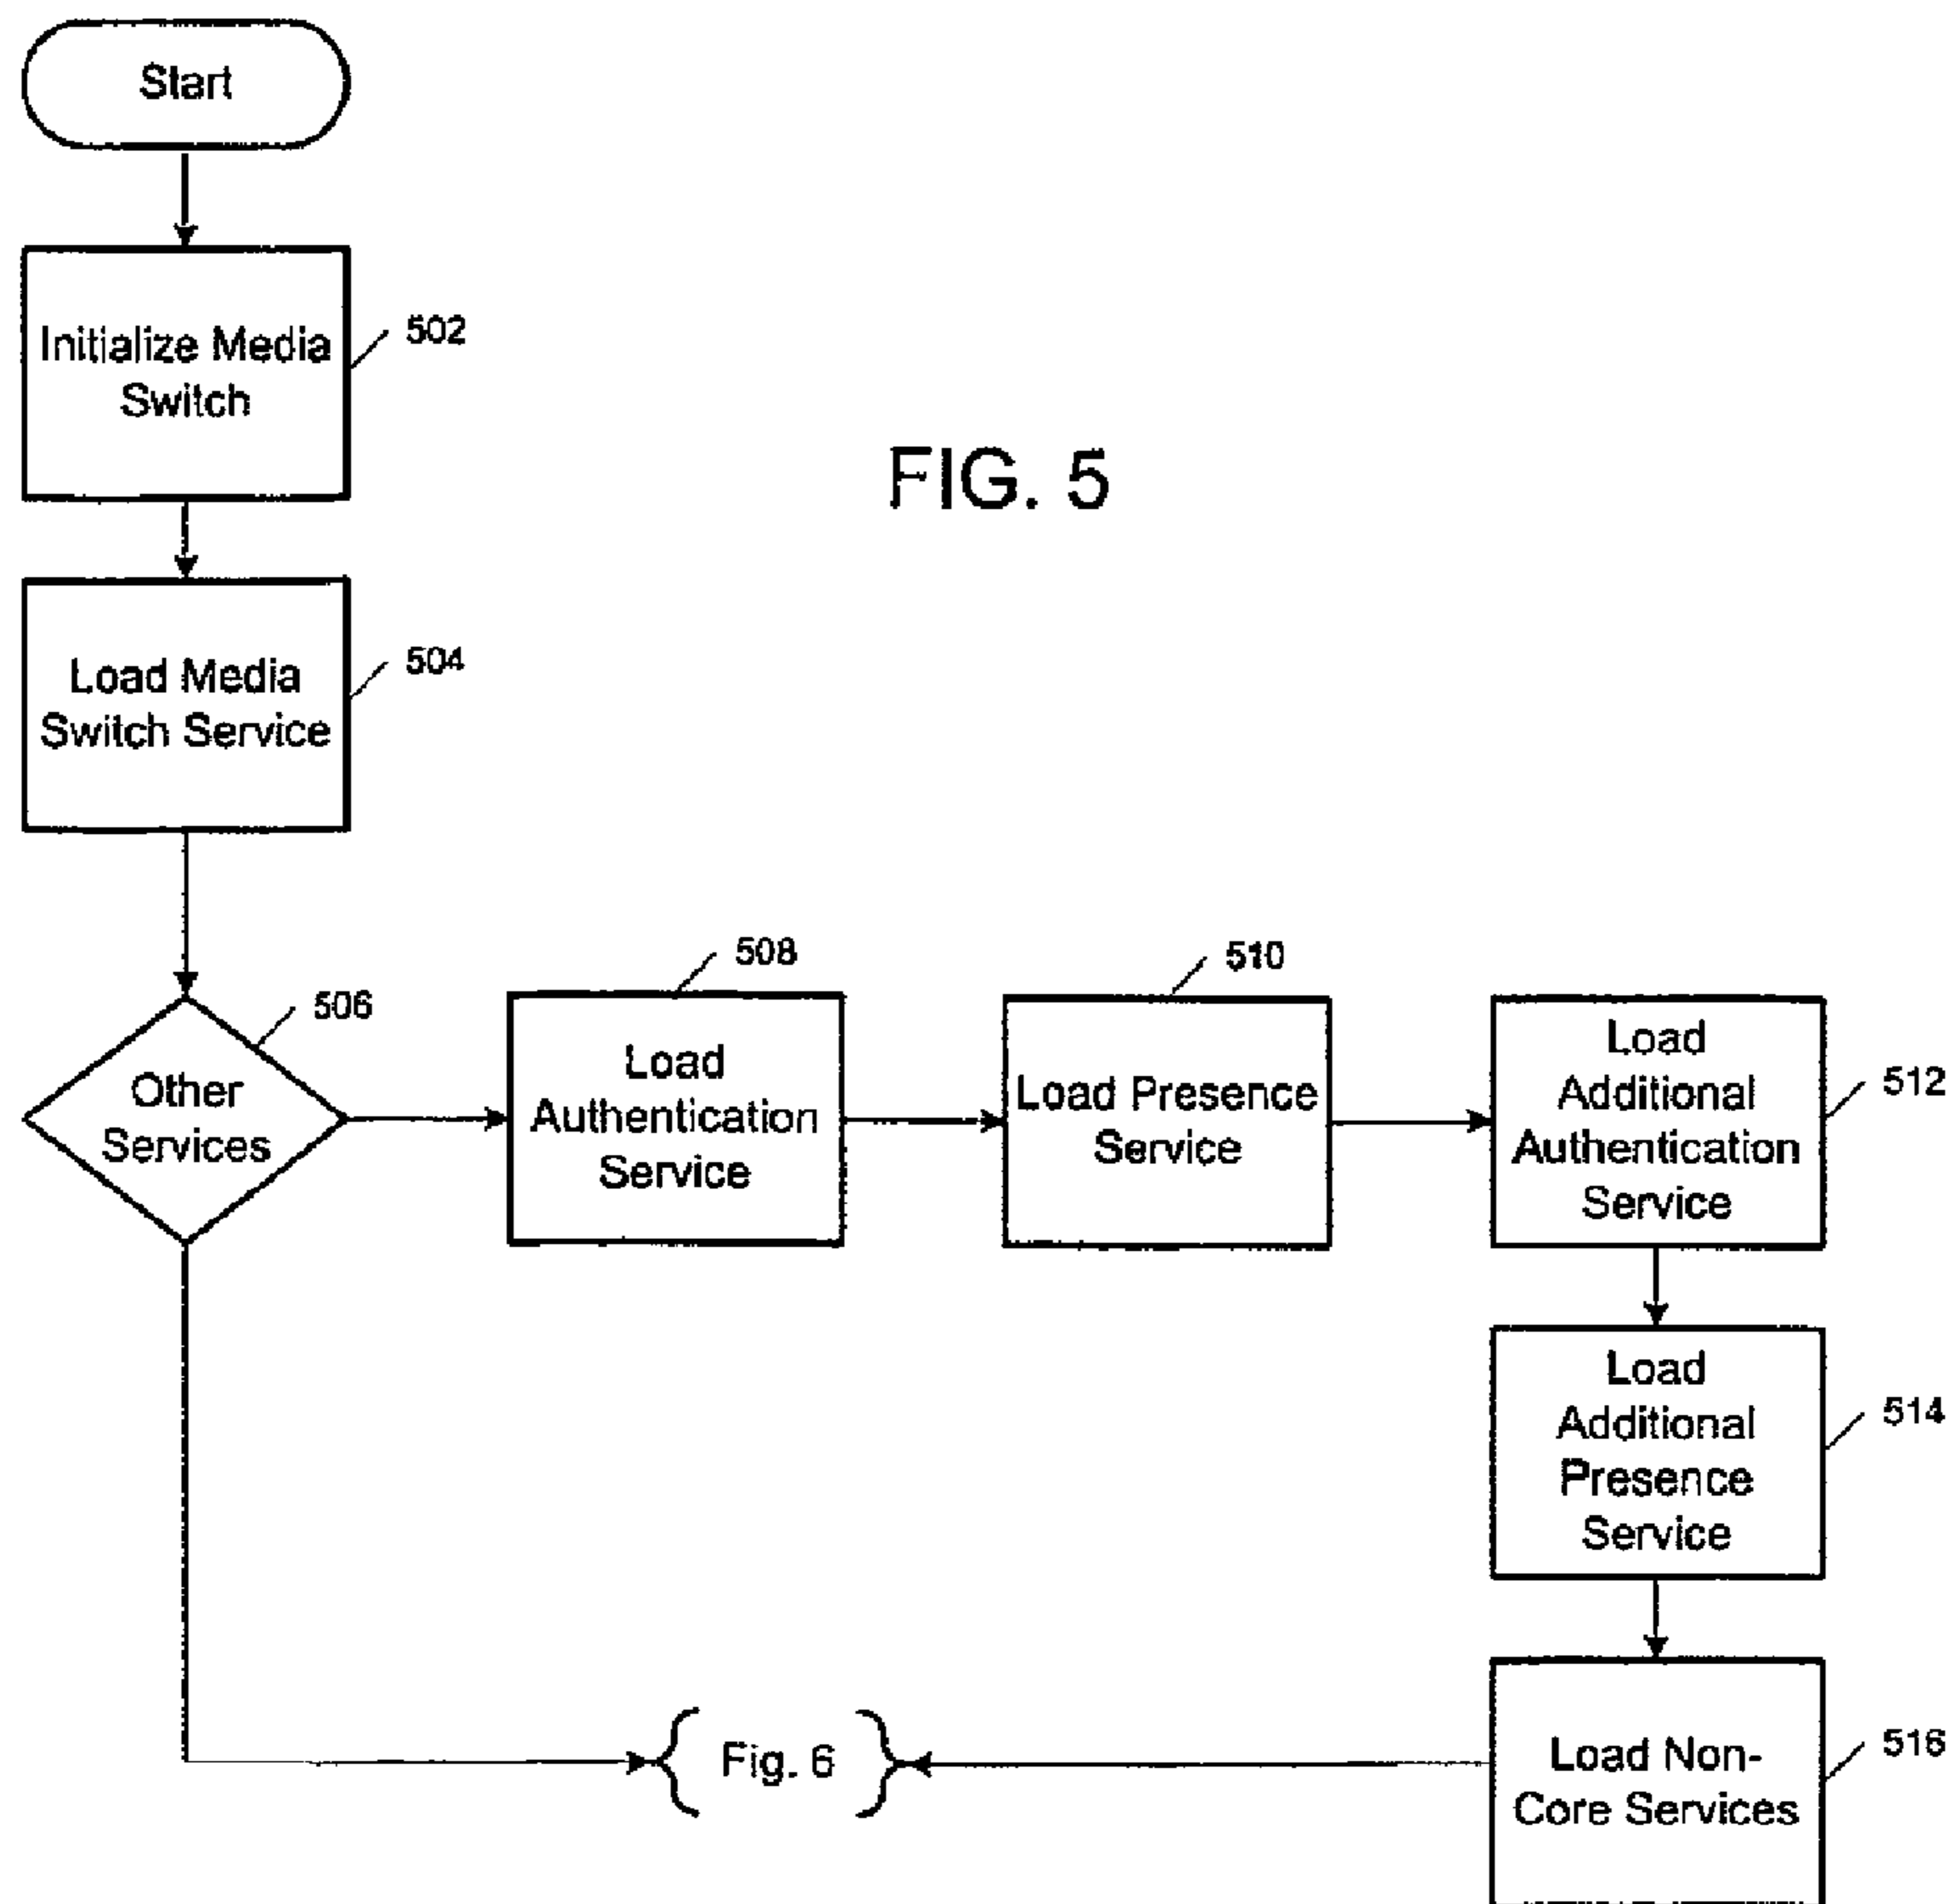 Start
Initialize Media
Switch
502
FIG. 5
Load Media
Switch Service
504
Other
Services
506
Load
Authentication
Service
508
Load Presence
Service
510
Load
Additional
Authentication
Service
512
Load
Additional
Presence
Service
514
Load Non-
Core Services
516
Fig. 6